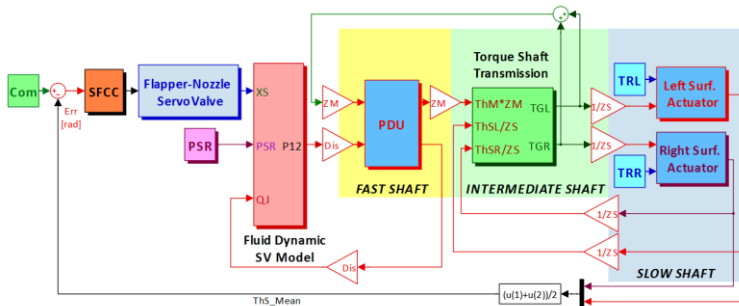 Torque Shaft
Transmission
Com
Err
[rad]
SFCC
Flapper-Nozzle
ServoValve
XS
PSR
PSR
P12
QJ
Fluid Dynamic
SV Model
ZM
Dis
PDU
ZM
FAST SHAFT
ThM*ZM
ThSL/ZS
ThSR/ZS
TGL
TGR
INTERMEDIATE SHAFT
1/ZS
1/ZS
TRL
Left Surf.
Actuator
Right Surf.
Actuator
TRR
1/ZS
1/ZS
SLOW SHAFT
Dis
ThS_Mean
(u(1)+u(2))/2